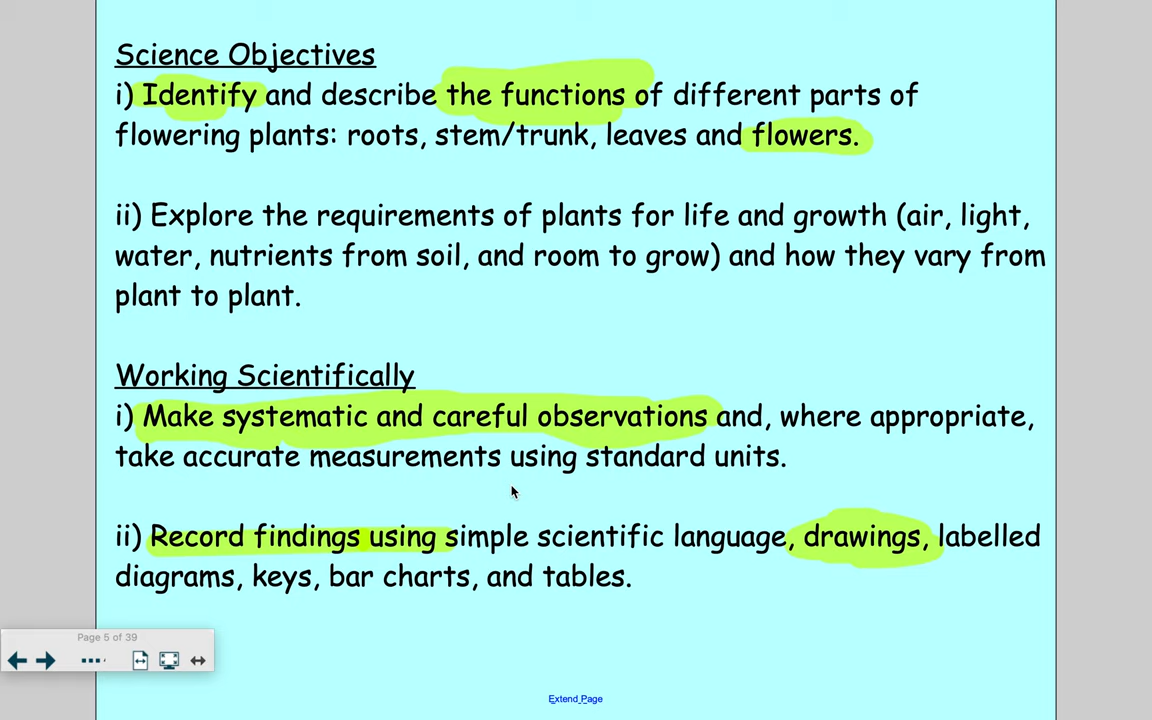 Science Objectives
i) Identify and describe the functions of different parts of
flowering plants: roots, stem/trunk, leaves and flowers.
ii) Explore the requirements of plants for life and growth (air, light,
water, nutrients from soil, and room to grow) and how they vary from
plant to plant.
Working Scientifically
i) Make systematic and careful observations and, where appropriate,
take accurate measurements using standard units.
ii) Record findings using simple scientific language, drawings, labelled
diagrams, keys, bar charts, and tables.
Page 5 of 39
Extend Page